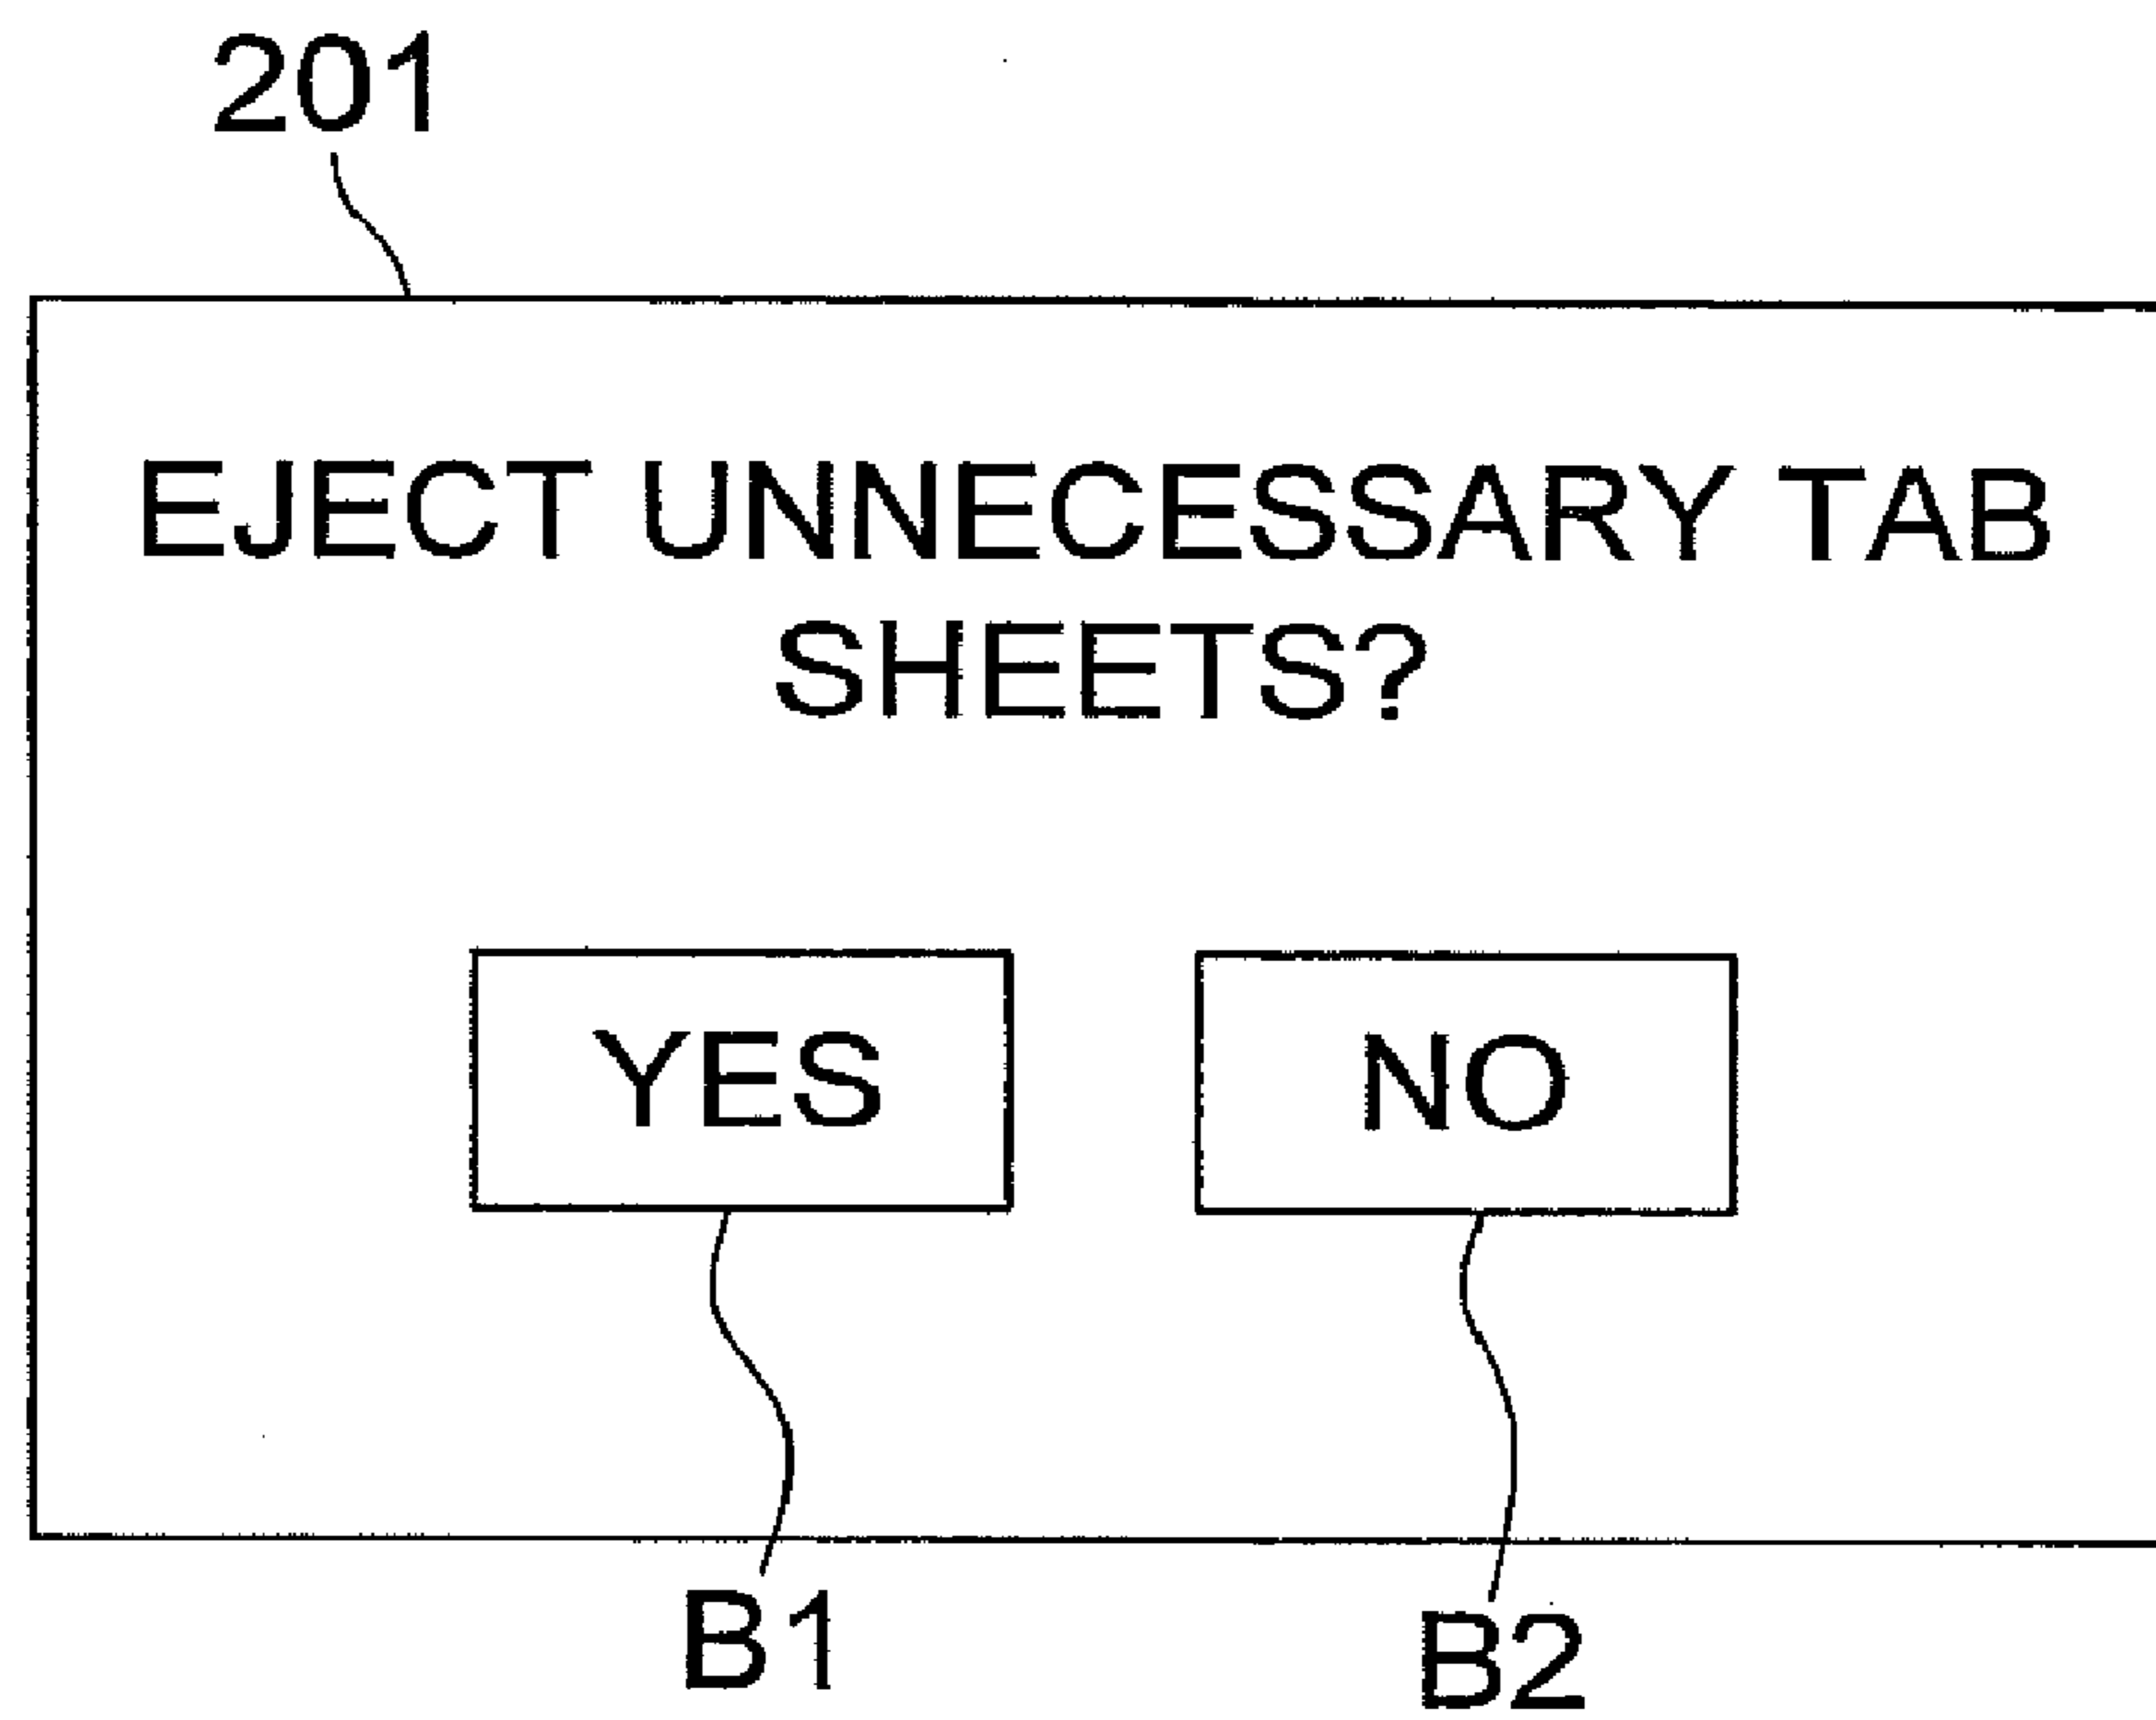 201
EJECT UNNECESSARY TAB
SHEETS?
YES NO
B1 B2